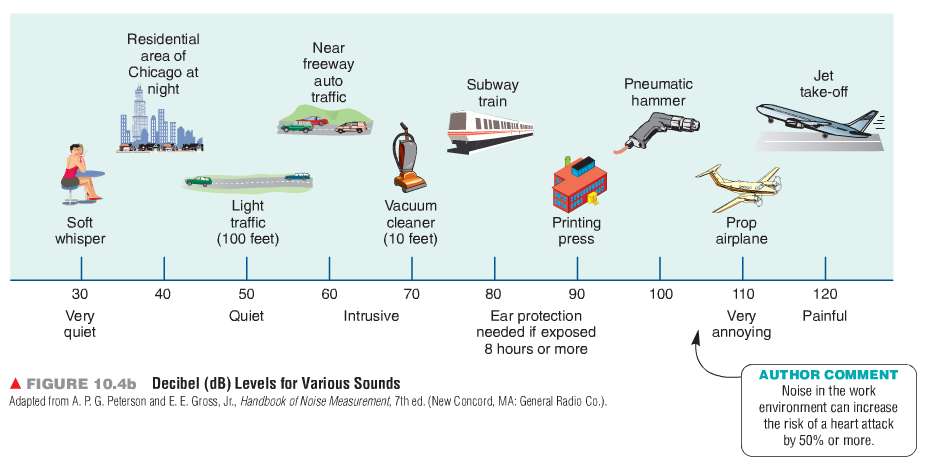 Residential
area of
Chicago at
night
Near
freeway
auto
traffic
Subway
train
Pneumatic
hammer
Jet
take-off
Soft
whisper
Light
traffic
(100 feet)
Vacuum
cleaner
(10 feet)
Printing
press
Prop
airplane
30 40 50 60 70 80 90 100 110 120
Very
quiet
Quiet
Intrusive
Ear protection
needed if exposed
8 hours or more
Very
annoying
Painful
▲ FIGURE 10.4b Decibel (dB) Levels for Various Sounds
Adapted from A. P. G. Peterson and E. E. Gross, Jr., Handbook of Noise Measurement, 7th ed. (New Concord, MA: General Radio Co.).
AUTHOR COMMENT
Noise in the work
environment can increase
the risk of a heart attack
by 50% or more.